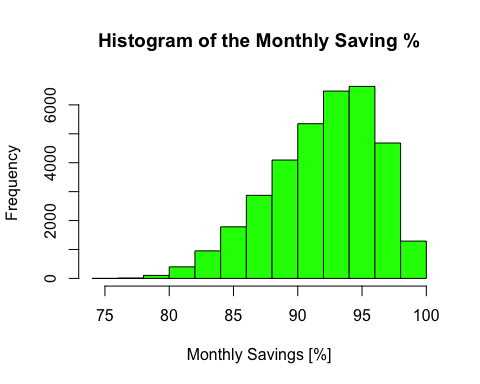 Histogram of the Monthly Saving %
6000
4000
2000
0
Frequency
75 80 85 90 95 100
Monthly Savings [%]